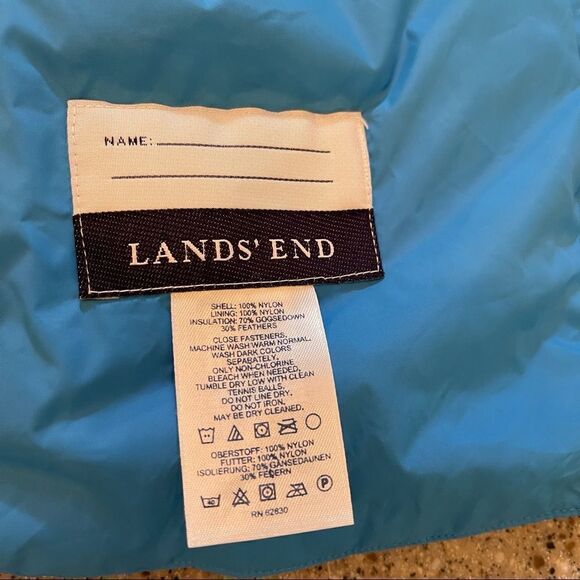 NAME:
LANDS' END
SHELL: 100% NYLON
LINING: 100% NYLON
INSULATION: 70% GOOSEDOWN
30% FEATHERS
CLOSE FASTENERS.
MACHINE WASH WARM NORMAL.
WASH DARK COLORS
SEPARATELY.
ONLY NON-CHLORINE
BLEACH WHEN NEEDED.
TUMBLE DRY LOW WITH CLEAN
TENNIS BALLS.
DO NOT LINE DRY.
DO NOT IRON.
MAY BE DRY CLEANED.
OBERSTOFF: 100% NYLON
FUTTER: 100% NYLON
ISOLIERUNG: 70% GÄNSEDAUNEN
30% FEDERN
40 P
RN 62830